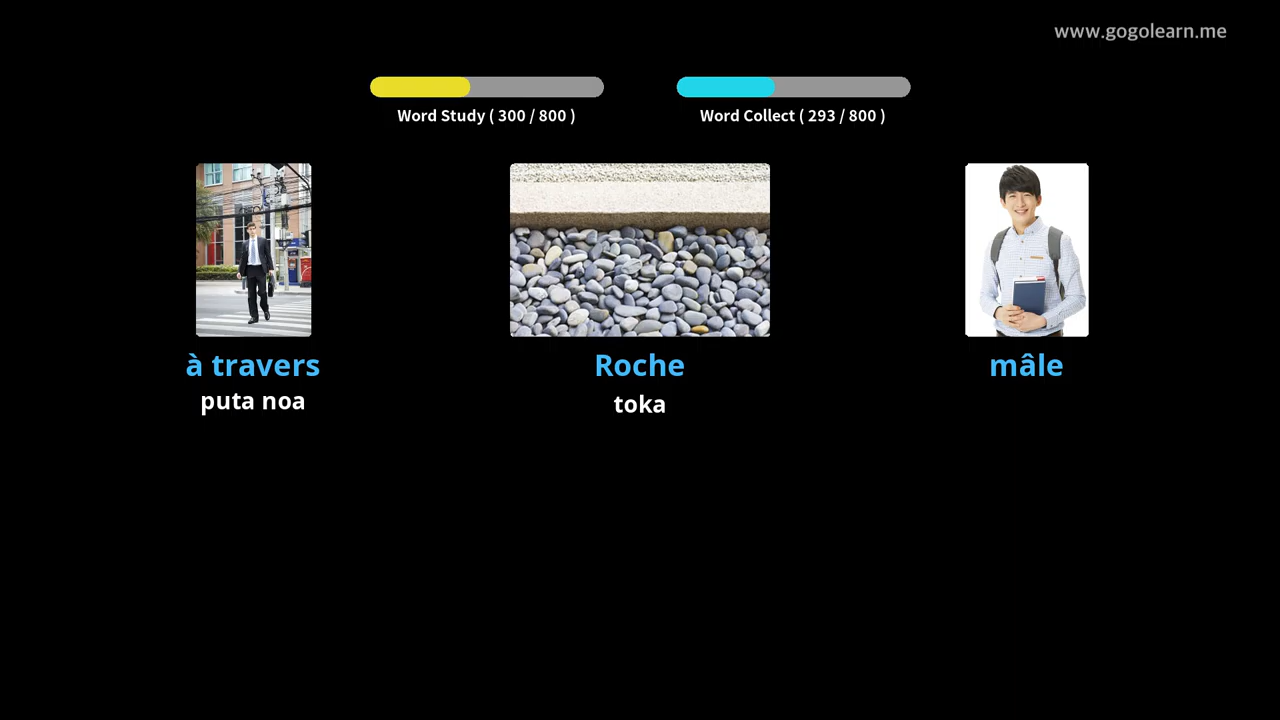 www.gogolearn.me
Word Study ( 300 / 800 )
Word Collect ( 293 / 800 )
à travers
puta noa
Roche
toka
mâle